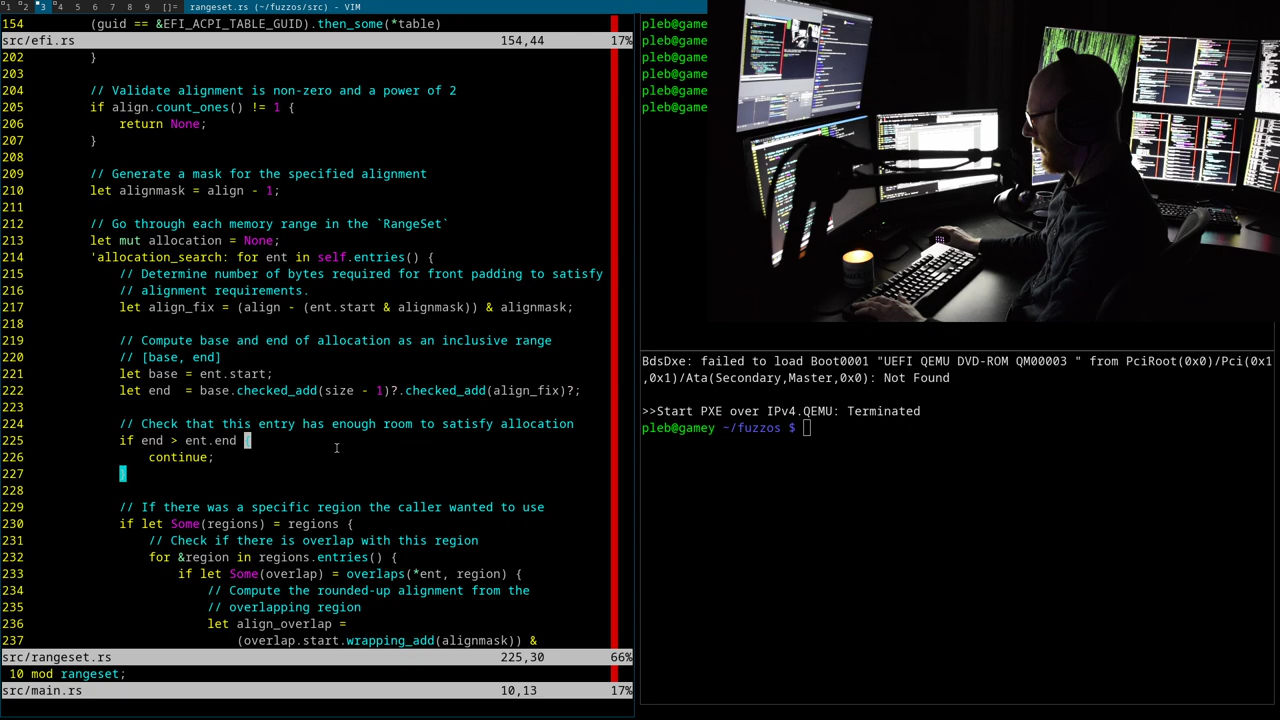 1 2 3 4 5 6 7 8 9 []= rangeset.rs (~/fuzzos/src) - VIM
(guid == &EFI_ACPI_TABLE_GUID).then_some(*table)
src/efi.rs 154,44 17%
202 }
203
204 // Validate alignment is non-zero and a power of 2
205 if align.count_ones() != 1 {
206 return None;
207 }
208
209 // Generate a mask for the specified alignment
210 let alignmask = align - 1;
211
212 // Go through each memory range in the `RangeSet`
213 let mut allocation = None;
214 'allocation_search: for ent in self.entries() {
215 // Determine number of bytes required for front padding to satisfy
216 // alignment requirements.
217 let align_fix = (align - (ent.start & alignmask)) & alignmask;
218
219 // Compute base and end of allocation as an inclusive range
220 // [base, end]
221 let base = ent.start;
222 let end  = base.checked_add(size - 1)?.checked_add(align_fix)?;
223
224 // Check that this entry has enough room to satisfy allocation
225 if end > ent.end {
226 continue;
227 }
228
229 // If there was a specific region the caller wanted to use
230 if let Some(regions) = regions {
231 // Check if there is overlap with this region
232 for &region in regions.entries() {
233 if let Some(overlap) = overlaps(*ent, region) {
234 // Compute the rounded-up alignment from the
235 // overlapping region
236 let align_overlap =
237 (overlap.start.wrapping_add(alignmask)) &
src/rangeset.rs 225,30 66%
10 mod rangeset;
src/main.rs 10,13 17%
pleb@game
pleb@game
pleb@game
pleb@game
pleb@game
pleb@game
BdsDxe: failed to load Boot0001 "UEFI QEMU DVD-ROM QM00003 " from PciRoot(0x0)/Pci(0x1
,0x1)/Ata(Secondary,Master,0x0): Not Found
>>Start PXE over IPv4.QEMU: Terminated
pleb@gamey ~/fuzzos $